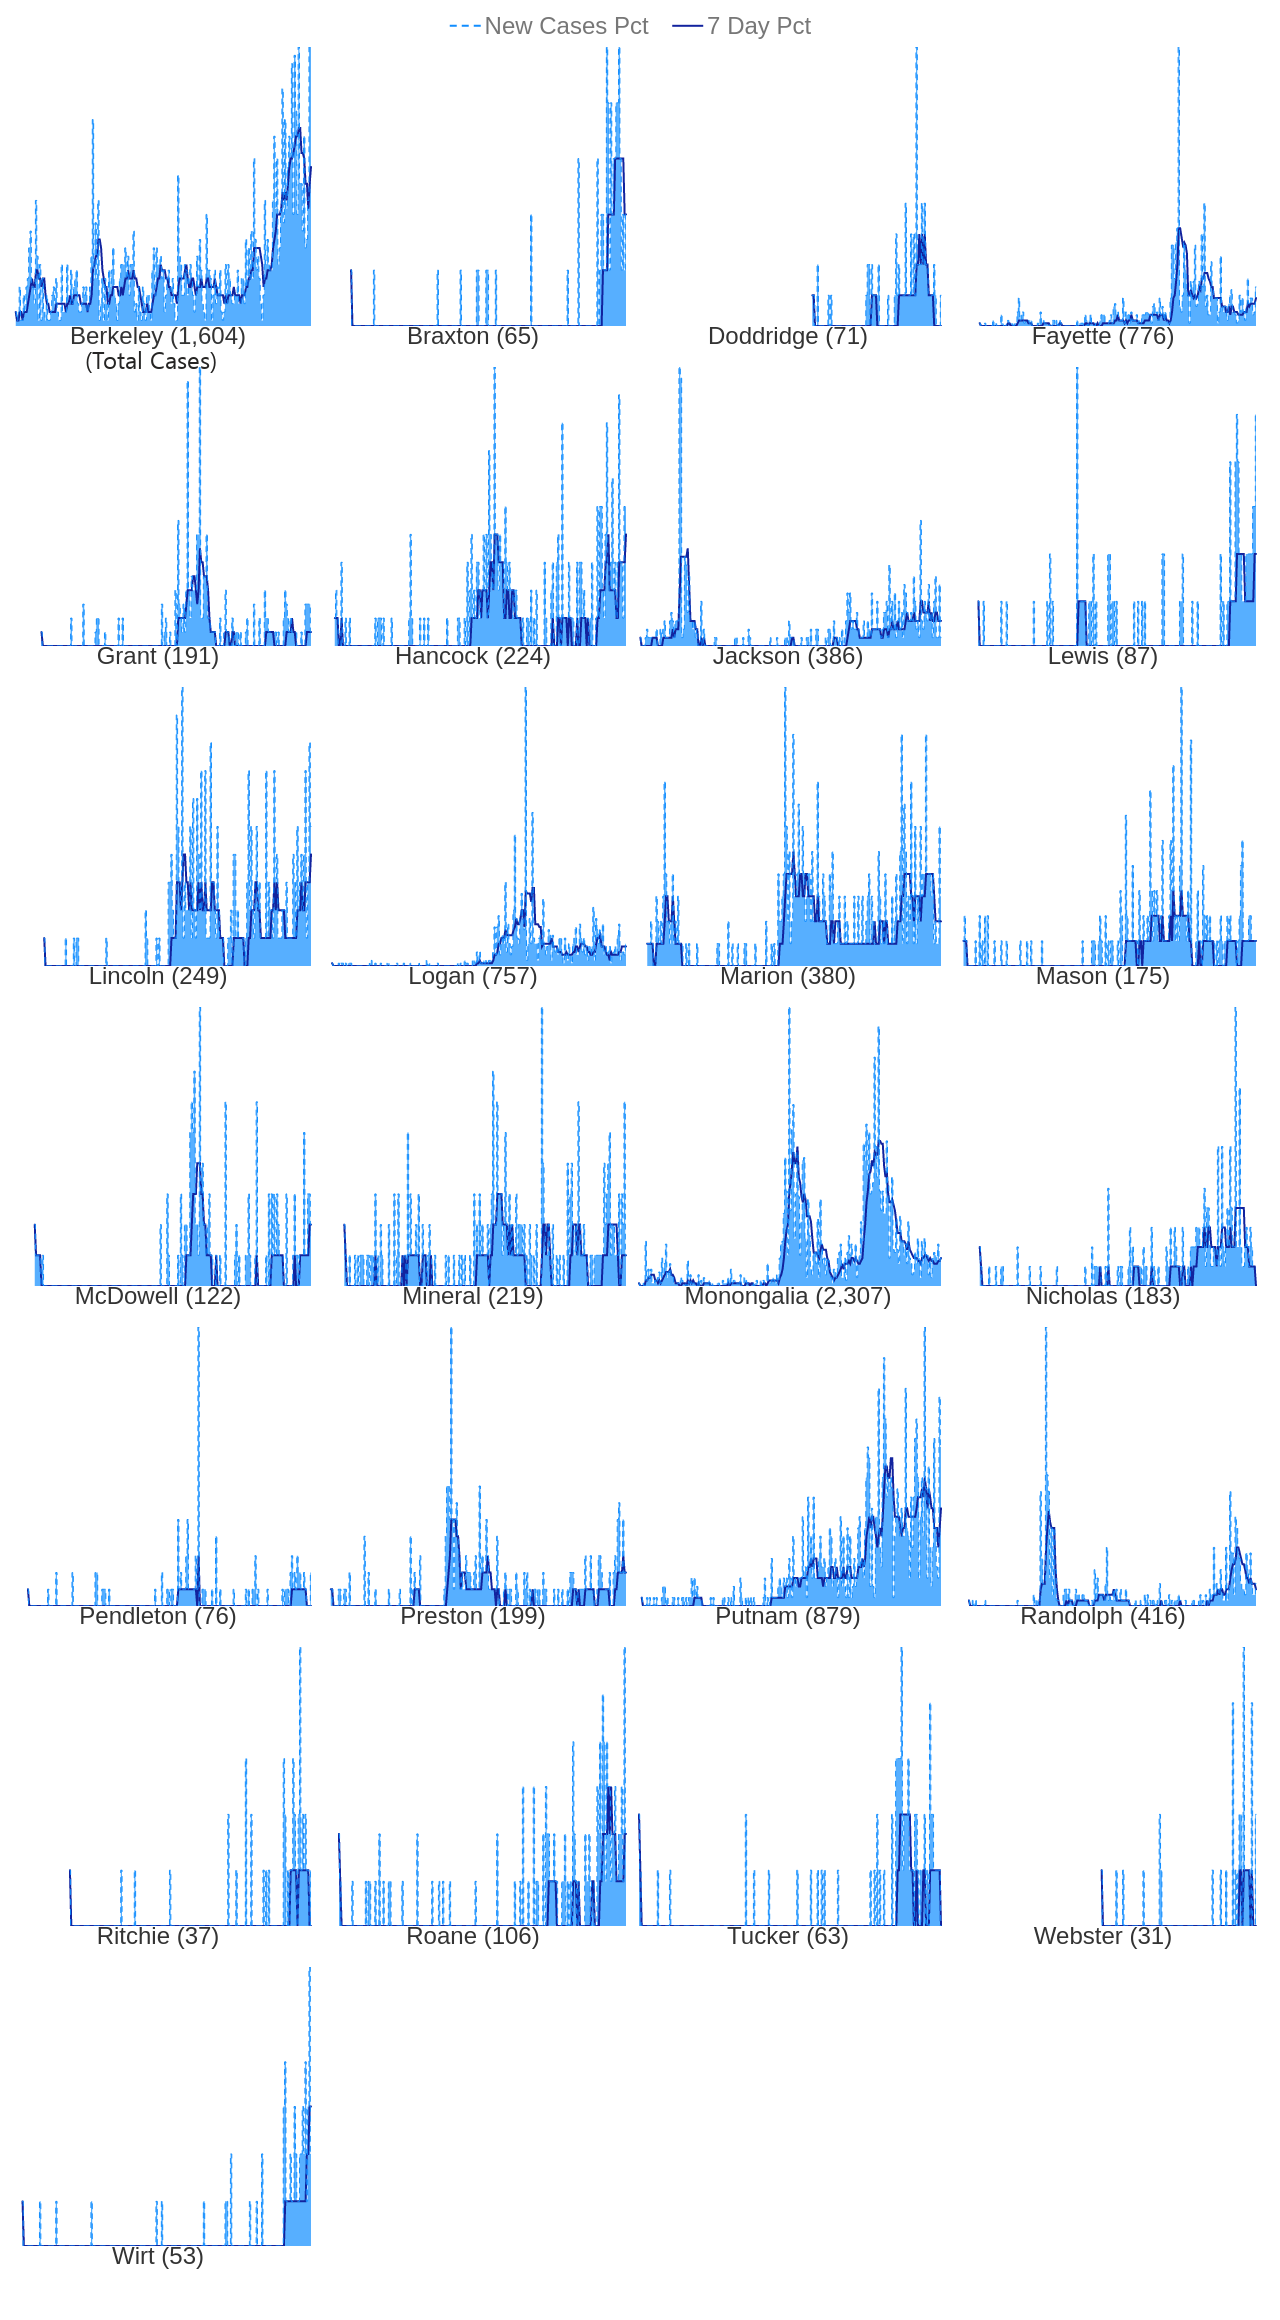 New Cases Pct 7 Day Pct
Berkeley (1,604) Braxton (65) Doddridge (71) Fayette (776)
(Total Cases)
Grant (191) Hancock (224) Jackson (386) Lewis (87)
Lincoln (249) Logan (757) Marion (380) Mason (175)
McDowell (122) Mineral (219) Monongalia (2,307) Nicholas (183)
Pendleton (76) Preston (199) Putnam (879) Randolph (416)
Ritchie (37) Roane (106) Tucker (63) Webster (31)
Wirt (53)